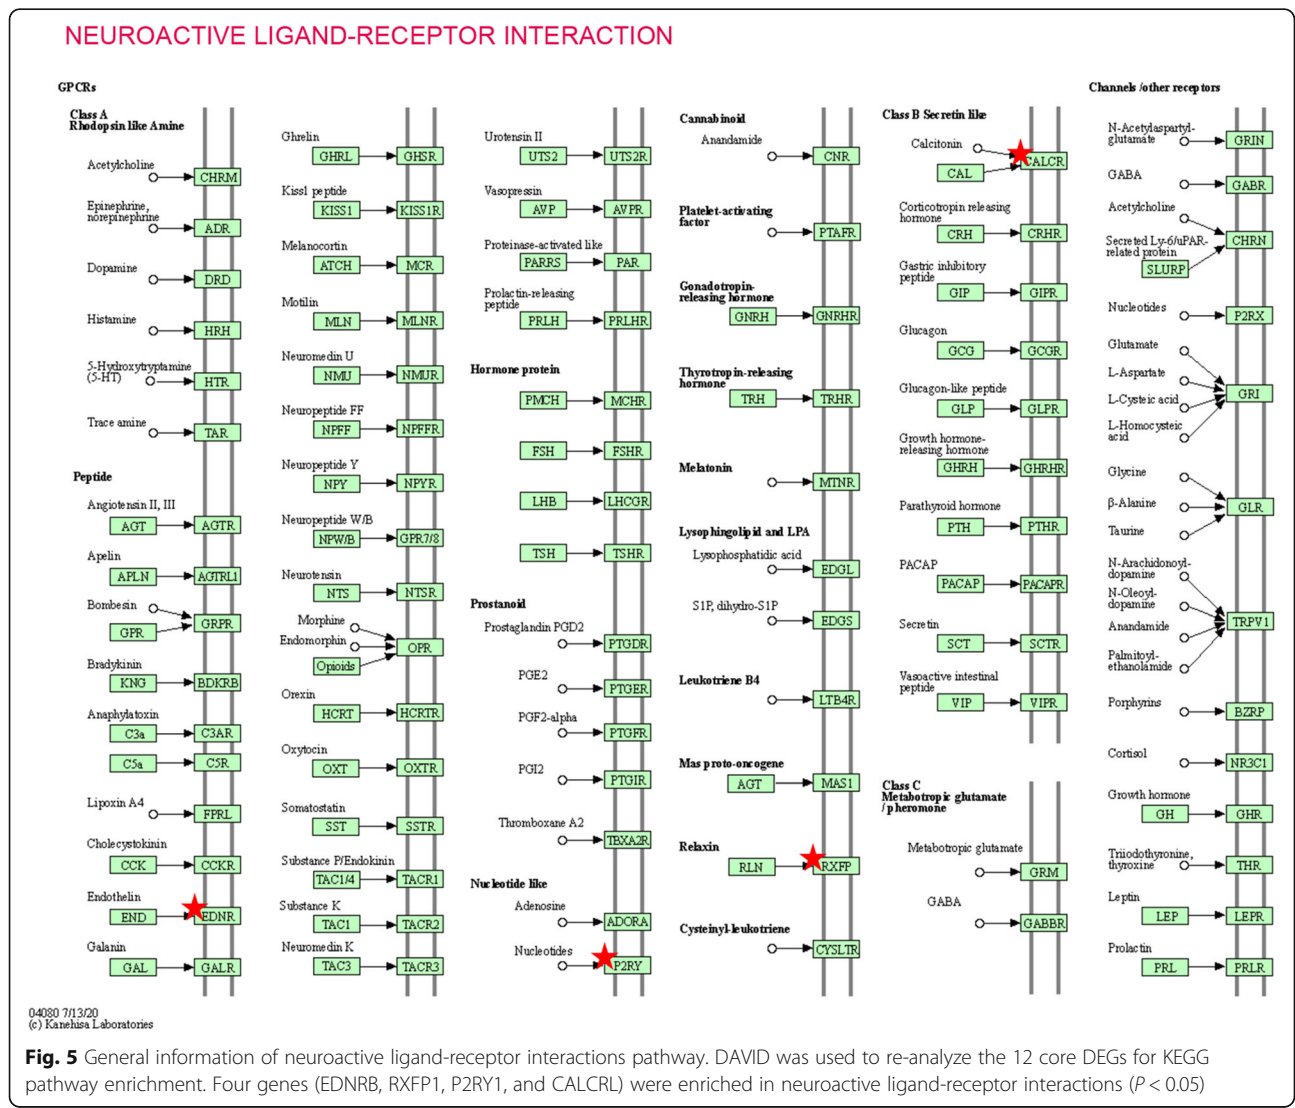 NEUROACTIVE LIGAND-RECEPTOR INTERACTION
GPCRs
Class A
Rhodopsin like Amine
Acetylcholine
CHRM
Epinephrine,
norepinephrine
ADR
Dopamine
DRD
Histamine
HRH
5-Hydroxytryptamine
(5-HT)
HTR
Trace amine
TAR
Peptide
Angiotensin II, III
AGT AGTR
Apelin
APLN AGTRL1
Bombesin
GPR GRPR
Bradykinin
KNG BDKRB
Anaphylatoxin
C3a C3AR
C5a C5R
Lipoxin A4
FPRL
Cholecystokinin
CCK CCKR
Endothelin
END EDNR
Galanin
GAL GALR
Ghrelin
GHRL GHSR
Kiss1 peptide
KISS1 KISS1R
Melanocortin
ATCH MCR
Motilin
MLN MLNR
Neuromedin U
NMU NMUR
Neuropeptide FF
NPFF NPFFR
Neuropeptide Y
NPY NPYR
Neuropeptide W/B
NPW/B GPR7/8
Neurotensin
NTS NTSR
Morphine
Endomorphin
Opioids OPR
Orexin
HCRT HCRTR
Oxytocin
OXT OXTR
Somatostatin
SST SSTR
Substance P/Endokinin
TAC1/4 TACR1
Substance K
TAC1 TACR2
Neuromedin K
TAC3 TACR3
Urotensin II
UTS2 UTS2R
Vasopressin
AVP AVPR
Proteinase-activated like
PARRS PAR
Prolactin-releasing
peptide
PRLH PRLHR
Hormone protein
PMCH MCHR
FSH FSHR
LHB LHCGR
TSH TSHR
Prostanoid
Prostaglandin PGD2
PTGDR
PGE2
PTGER
PGF2-alpha
PTGFR
PGI2
PTGIR
Thromboxane A2
TBXA2R
Nucleotide like
Adenosine
ADORA
Nucleotides
P2RY
Cannabinoid
Anandamide
CNR
Platelet-activating
factor
PTAFR
Gonadotropin-
releasing hormone
GNRH GNRHR
Thyrotropin-releasing
hormone
TRH TRHR
Melatonin
MTNR
Lysophingolipid and LPA
Lysophosphatidic acid
EDGL
S1P, dihydro-S1P
EDGS
Leukotriene B4
LTB4R
Mas proto-oncogene
AGT MAS1
Relaxin
RLN RXFP
Cysteinyl-leukotriene
CYSLTR
Class B Secretin like
Calcitonin
CAL CALCR
Corticotropin releasing
hormone
CRH CRHR
Gastric inhibitory
peptide
GIP GIPR
Glucagon
GCG GCGR
Glucagon-like peptide
GLP GLPR
Growth hormone-
releasing hormone
GHRH GHRHR
Parathyroid hormone
PTH PTHR
PACAP
PACAP PACAPR
Secretin
SCT SCTR
Vasoactive intestinal
peptide
VIP VIPR
Class C
Metabotropic glutamate
/ pheromone
Metabotropic glutamate
GRM
GABA
GABBR
Channels /other receptors
N-Acetylaspartyl-
glutamate
GRIN
GABA
GABR
Acetylcholine
CHRN
Secreted Ly-6/uPAR-
related protein
SLURP
Nucleotides
P2RX
Glutamate
L-Aspartate
GRI
L-Cysteic acid
L-Homocysteic
acid
Glycine
β-Alanine
GLR
Taurine
N-Arachidonoyl-
dopamine
N-Oleoyl-
dopamine
TRPV1
Anandamide
Palmitoyl-
ethanolamide
Porphyrins
BZRP
Cortisol
NR3C1
Growth hormone
GH GHR
Triiodothyronine,
thyroxine
THR
Leptin
LEP LEPR
Prolactin
PRL PRLR
04080 7/13/20
(c) Kanehisa Laboratories
Fig. 5 General information of neuroactive ligand-receptor interactions pathway. DAVID was used to re-analyze the 12 core DEGs for KEGG
pathway enrichment. Four genes (EDNRB, RXFP1, P2RY1, and CALCRL) were enriched in neuroactive ligand-receptor interactions (P < 0.05)